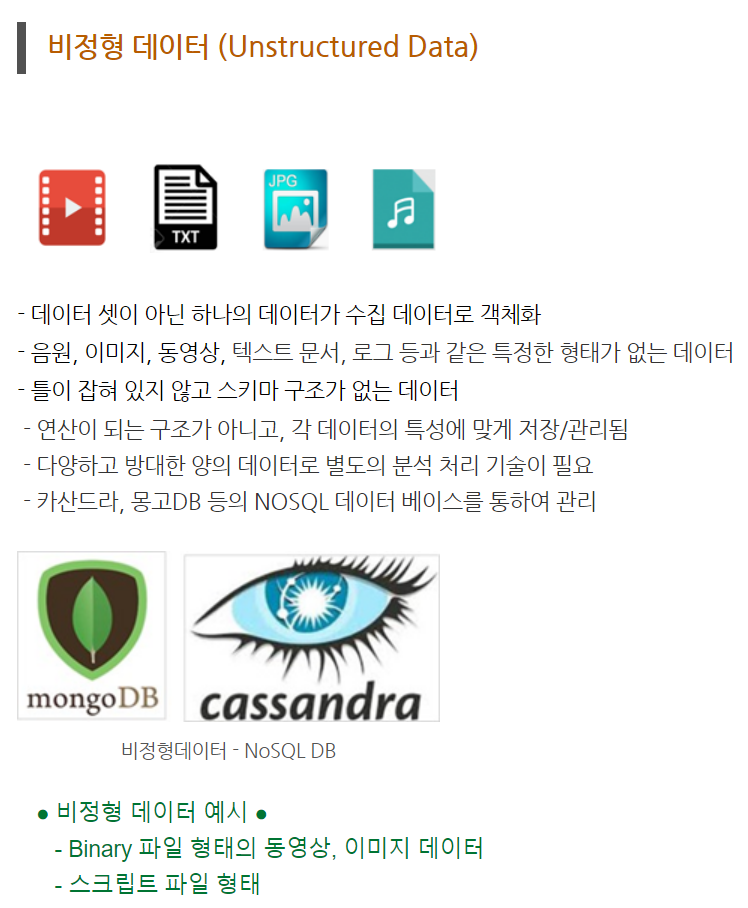 비정형 데이터 (Unstructured Data)
TXT
JPG
- 데이터 셋이 아닌 하나의 데이터가 수집 데이터로 객체화
- 음원, 이미지, 동영상, 텍스트 문서, 로그 등과 같은 특정한 형태가 없는 데이터
- 틀이 잡혀 있지 않고 스키마 구조가 없는 데이터
- 연산이 되는 구조가 아니고, 각 데이터의 특성에 맞게 저장/관리됨
- 다양하고 방대한 양의 데이터로 별도의 분석 처리 기술이 필요
- 카산드라, 몽고DB 등의 NOSQL 데이터 베이스를 통하여 관리
mongoDB
cassandra
비정형데이터 - NoSQL DB
● 비정형 데이터 예시 ●
- Binary 파일 형태의 동영상, 이미지 데이터
- 스크립트 파일 형태